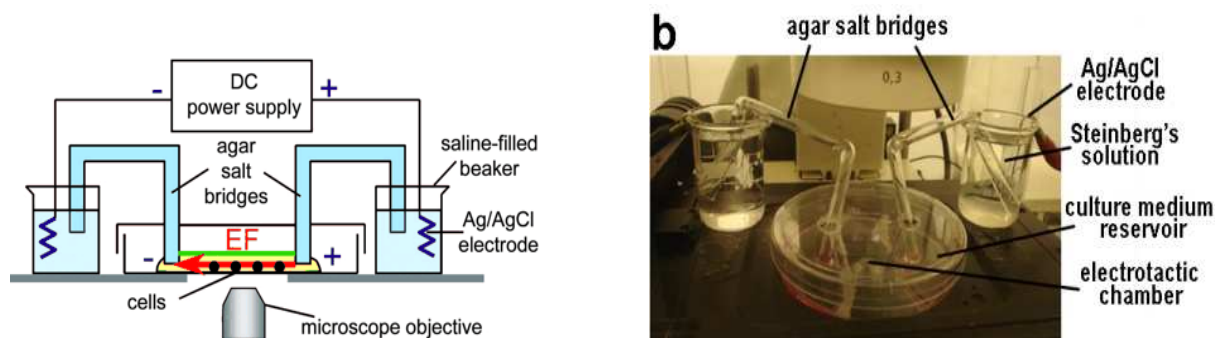 -
DC
power supply
+
agar
salt
bridges
saline-filled
beaker
Ag/AgCl
electrode
EF
-
+
cells
microscope objective
b
agar salt bridges
0,3
Ag/AgCl
electrode
Steinberg's
solution
culture medium
reservoir
electrotactic
chamber